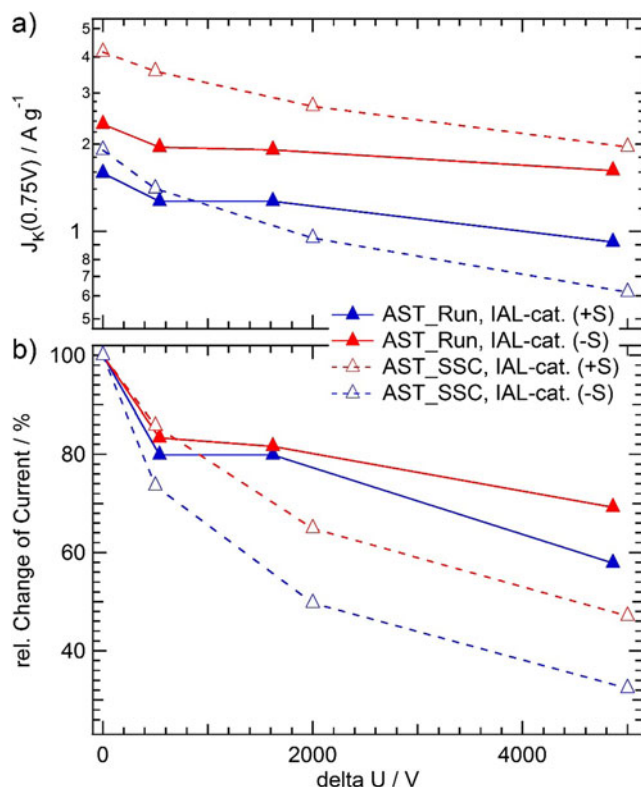 a)
5
4
3
2
1
9
8
7
6
5
J_K(0.75V) / A g⁻¹
AST_Run, IAL-cat. (+S)
AST_Run, IAL-cat. (-S)
AST_SSC, IAL-cat. (+S)
AST_SSC, IAL-cat. (-S)
b)
100
80
60
40
rel. Change of Current / %
0 2000 4000
delta U / V